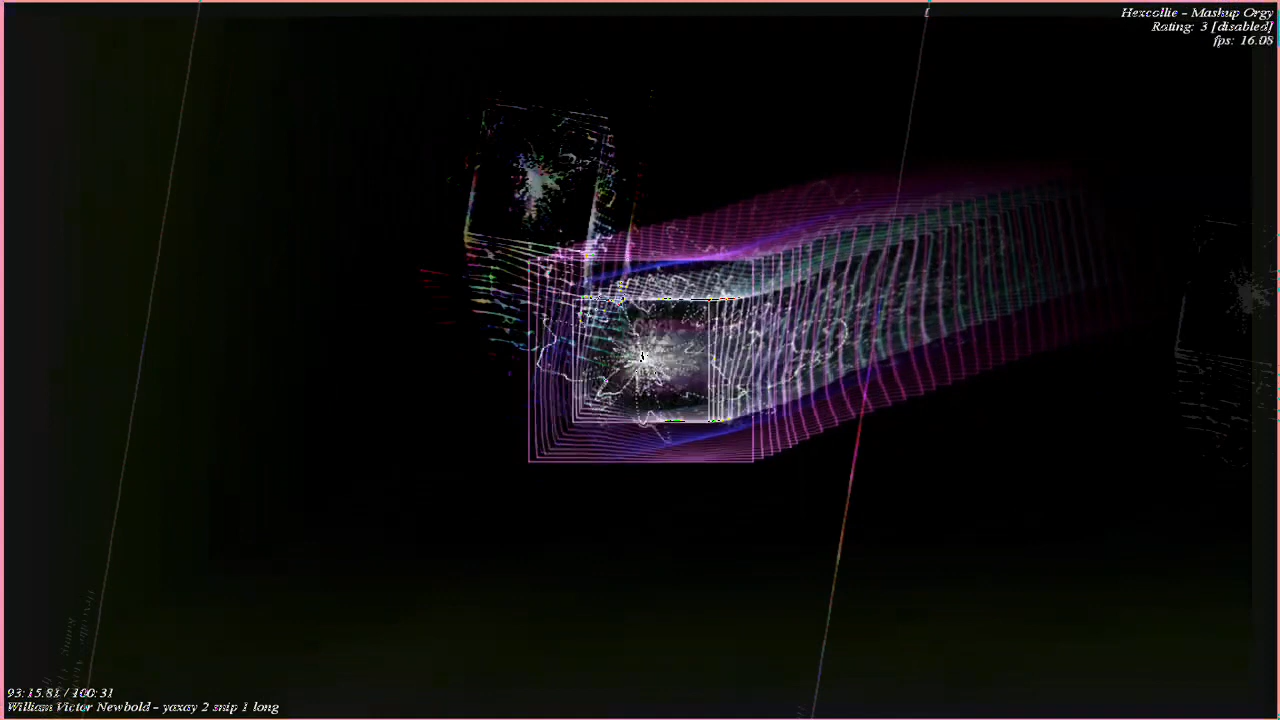 Hexcollie - Mashup Orgy
Rating: 3 [disabled]
fps: 16.08
93:15.81 / 100:31
William Victor Newbold - yaxay 2 snip 1 long